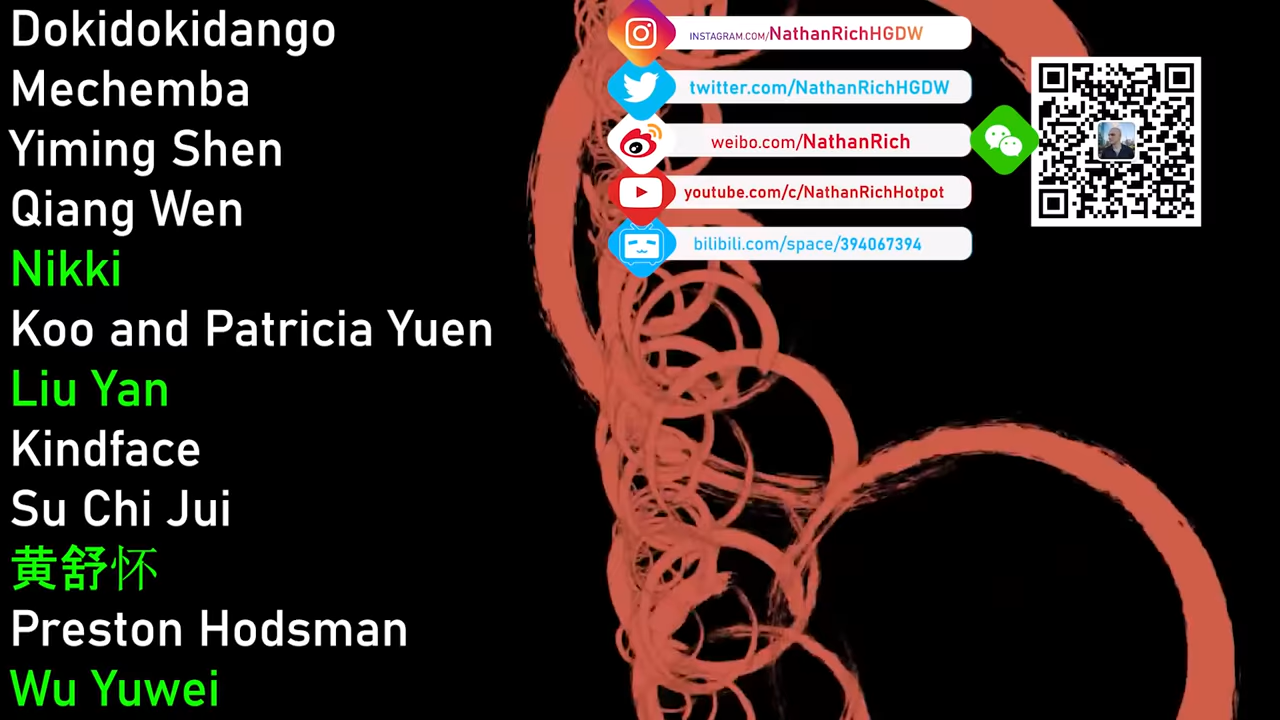 Dokidokidango
Mechemba
Yiming Shen
Qiang Wen
Nikki
Koo and Patricia Yuen
Liu Yan
Kindface
Su Chi Jui
黄舒怀
Preston Hodsman
Wu Yuwei
INSTAGRAM.COM/NathanRichHGDW
twitter.com/NathanRichHGDW
weibo.com/NathanRich
youtube.com/c/NathanRichHotpot
bilibili.com/space/394067394